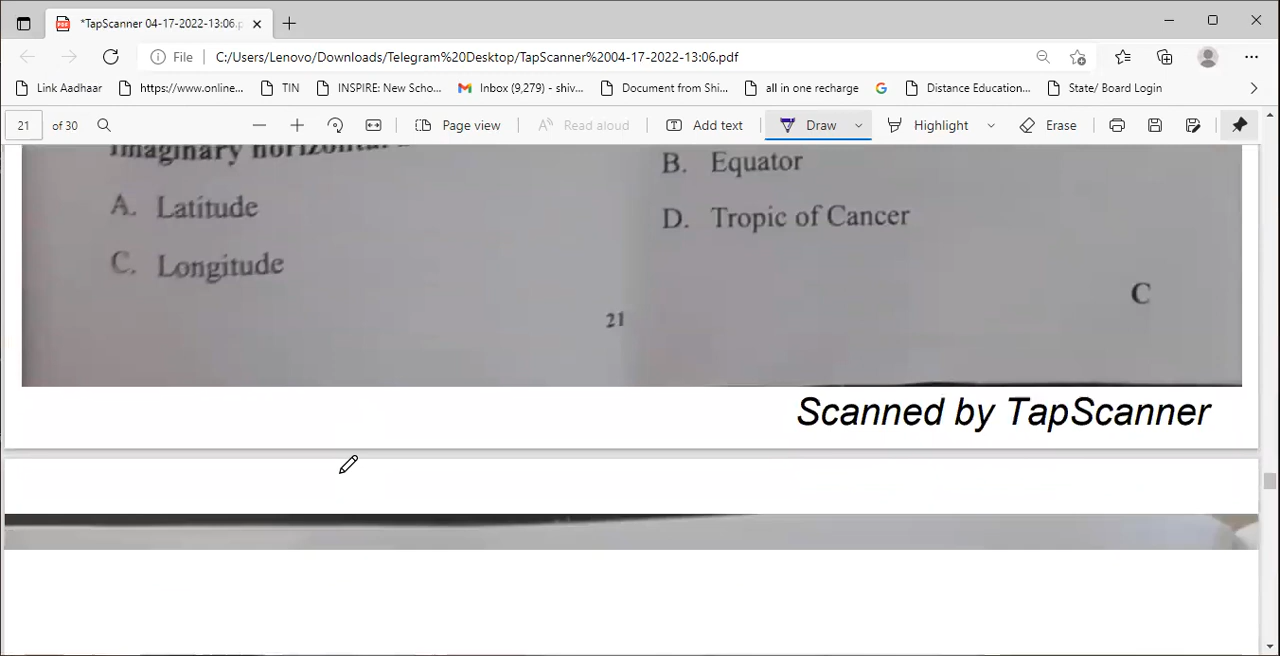 *TapScanner 04-17-2022-13:06.p
File C:/Users/Lenovo/Downloads/Telegram%20Desktop/TapScanner%2004-17-2022-13:06.pdf
Link Aadhaar https://www.online... TIN INSPIRE: New Scho... Inbox (9,279) - shiv... Document from Shi... all in one recharge Distance Education... State/ Board Login
21 of 30 Page view Read aloud Add text Draw Highlight Erase
Imaginary horizontal
A. Latitude
B. Equator
C. Longitude
D. Tropic of Cancer
C
21
Scanned by TapScanner